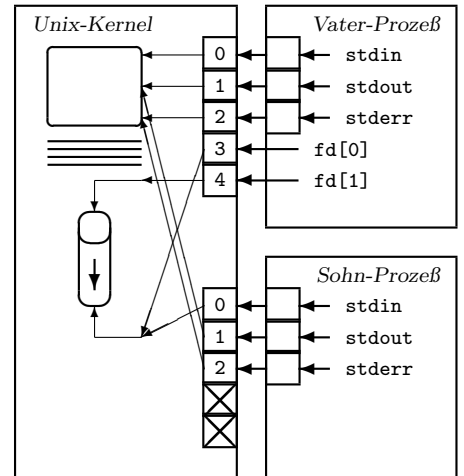 Unix-Kernel
Vater-Prozeß
0 stdin
1 stdout
2 stderr
3 fd[0]
4 fd[1]
Sohn-Prozeß
0 stdin
1 stdout
2 stderr